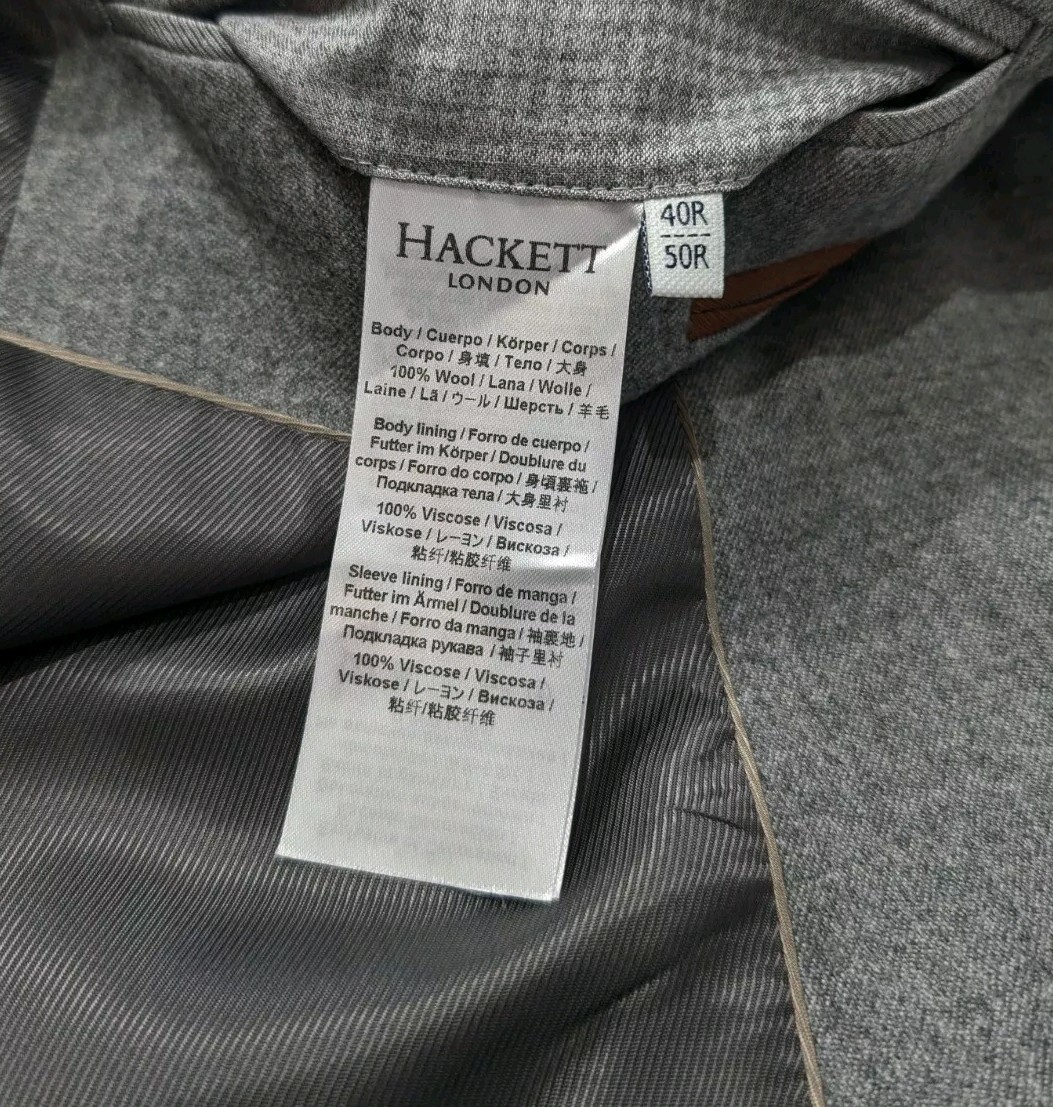 HACKETT
LONDON
40R
50R
Body / Cuerpo / Körper / Corps /
Corpo / 身填 / Тело / 大身
100% Wool / Lana / Wolle /
Laine / Lã / ウール / Шерсть / 羊毛
Body lining / Forro de cuerpo /
Futter im Körper / Doublure du
corps / Forro do corpo / 身頃裏袘 /
Подкладка тела / 大身里衬
100% Viscose / Viscosa /
Viskose / レーヨン / Вискоза /
粘纤/粘胶纤维
Sleeve lining / Forro de manga /
Futter im Ärmel / Doublure de la
manche / Forro da manga / 袖裏地 /
Подкладка рукава / 袖子里衬
100% Viscose / Viscosa /
Viskose / レーヨン / Вискоза /
粘纤/粘胶纤维